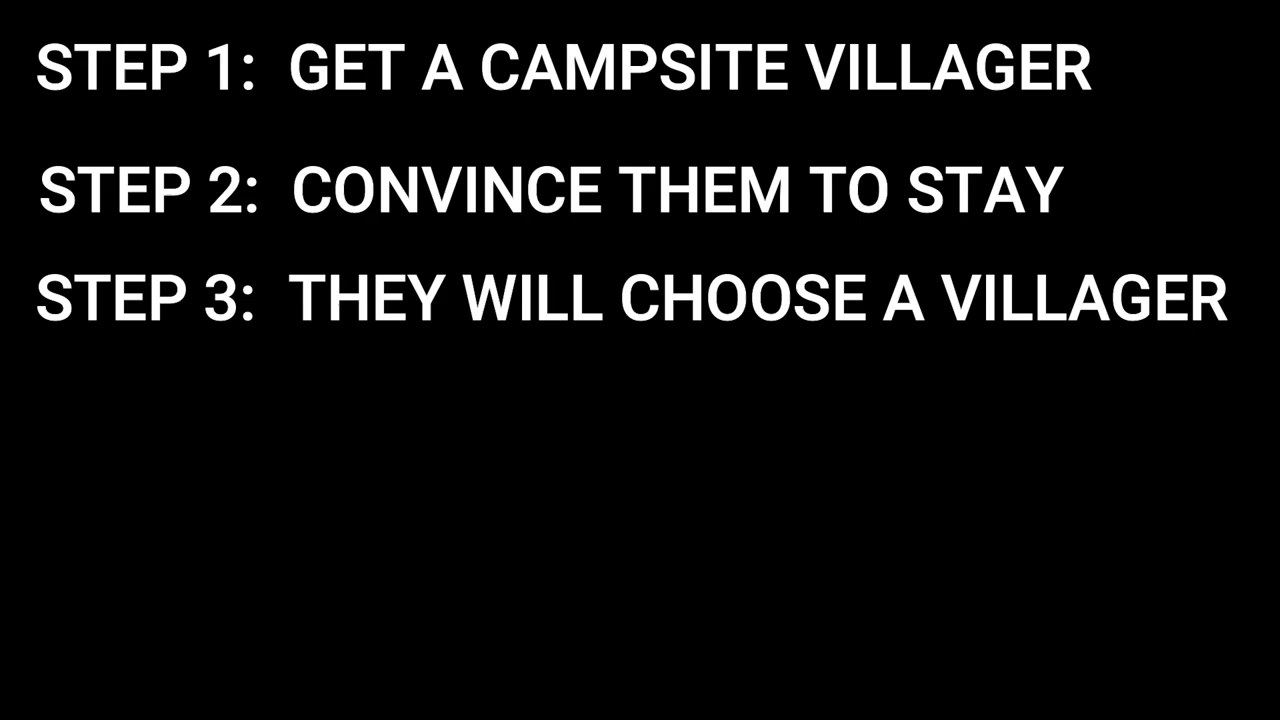 STEP 1: GET A CAMPSITE VILLAGER
STEP 2: CONVINCE THEM TO STAY
STEP 3: THEY WILL CHOOSE A VILLAGER